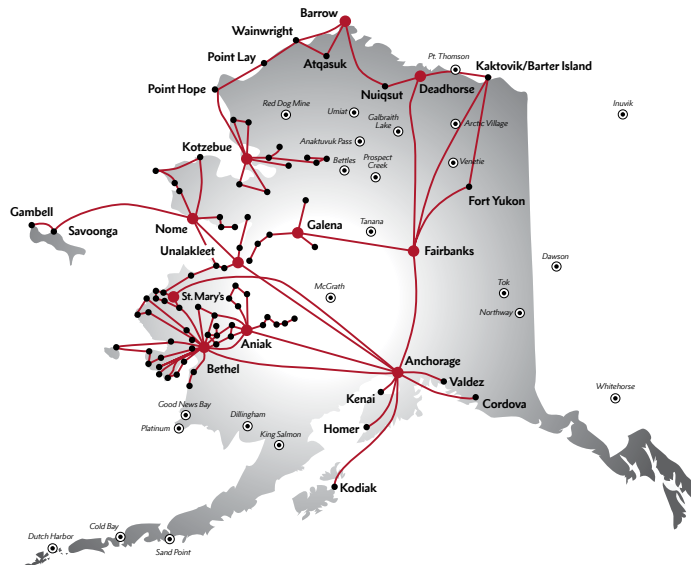 Barrow
Wainwright
Pt. Thomson
Point Lay
Atqasuk
Kaktovik/Barter Island
Point Hope
Nuiqsut
Deadhorse
Red Dog Mine
Umiat
Galbraith
Lake
Inuvik
Arctic Village
Kotzebue
Anaktuvuk Pass
Bettles
Prospect
Creek
Venetie
Fort Yukon
Gambell
Savoonga
Nome
Galena
Tanana
Unalakleet
Fairbanks
Dawson
St. Mary's
McGrath
Tok
Northway
Aniak
Bethel
Anchorage
Valdez
Kenai
Cordova
Whitehorse
Good News Bay
Platinum
Dillingham
Homer
King Salmon
Kodiak
Cold Bay
Dutch Harbor
Sand Point